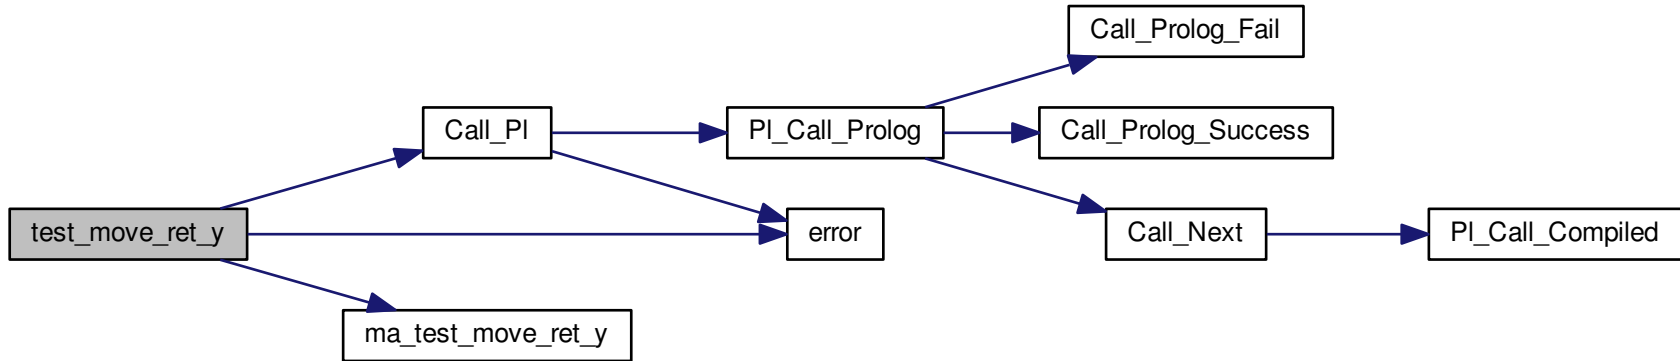 Call_Prolog_Fail
Call_Pl
Pl_Call_Prolog
Call_Prolog_Success
test_move_ret_y
error
Call_Next
Pl_Call_Compiled
ma_test_move_ret_y